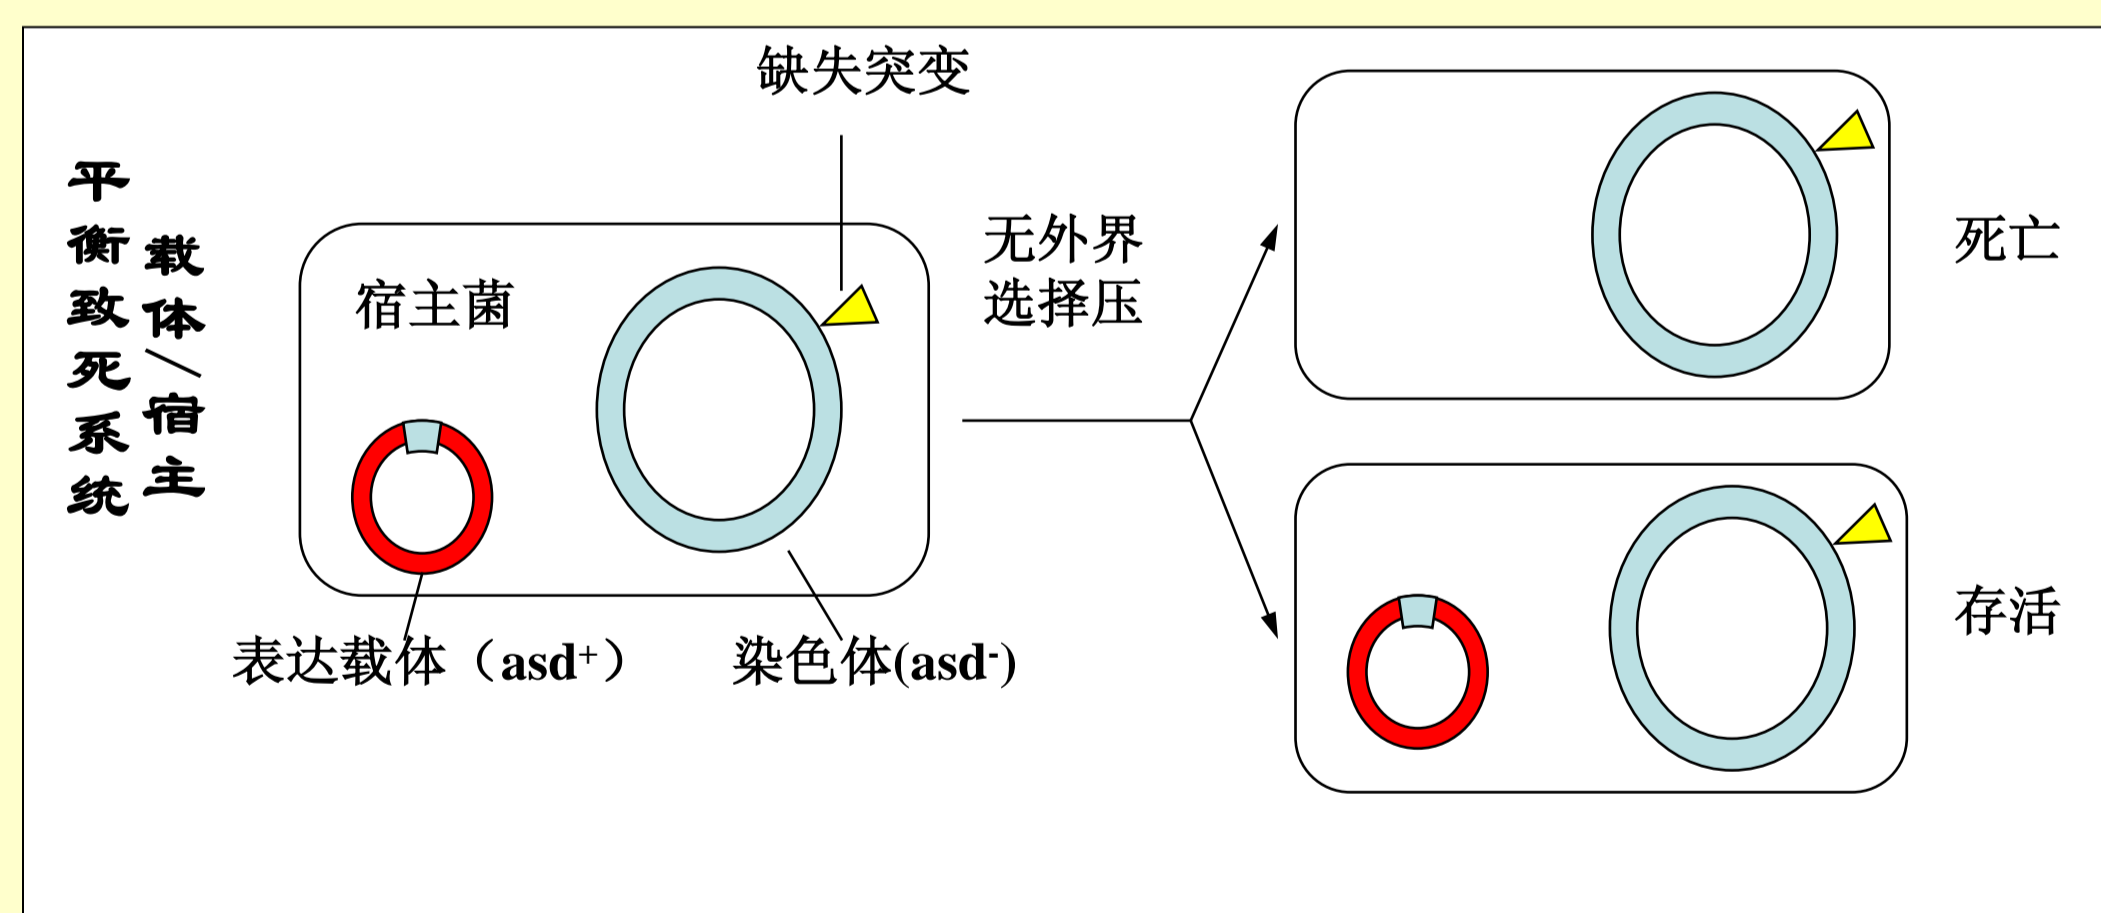 载体/宿主
平衡致死系统
缺失突变
宿主菌
表达载体（asd⁺）
染色体(asd⁻)
无外界
选择压
死亡
存活